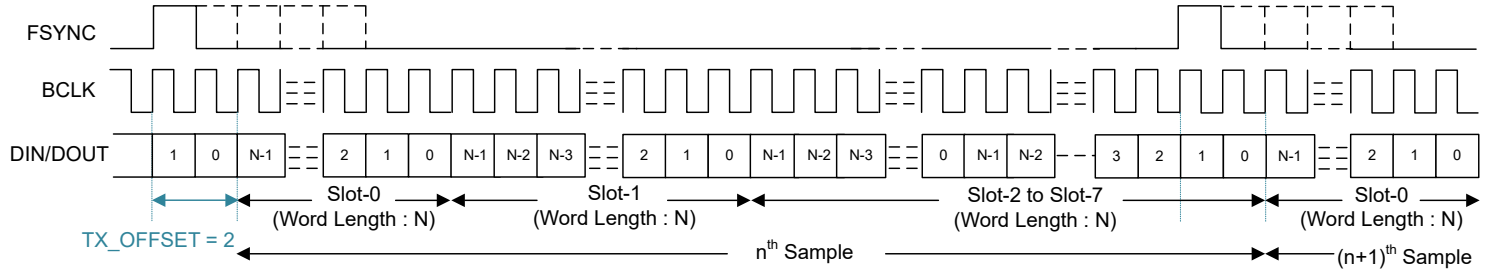 FSYNC
BCLK
DIN/DOUT 1 0 N-1 2 1 0 N-1 N-2 N-3 2 1 0 N-1 N-2 N-3 0 N-1 N-2 3 2 1 0 N-1 2 1 0
Slot-0 Slot-1 Slot-2 to Slot-7 Slot-0
(Word Length : N) (Word Length : N) (Word Length : N) (Word Length : N)
TX_OFFSET = 2
nth Sample (n+1)th Sample